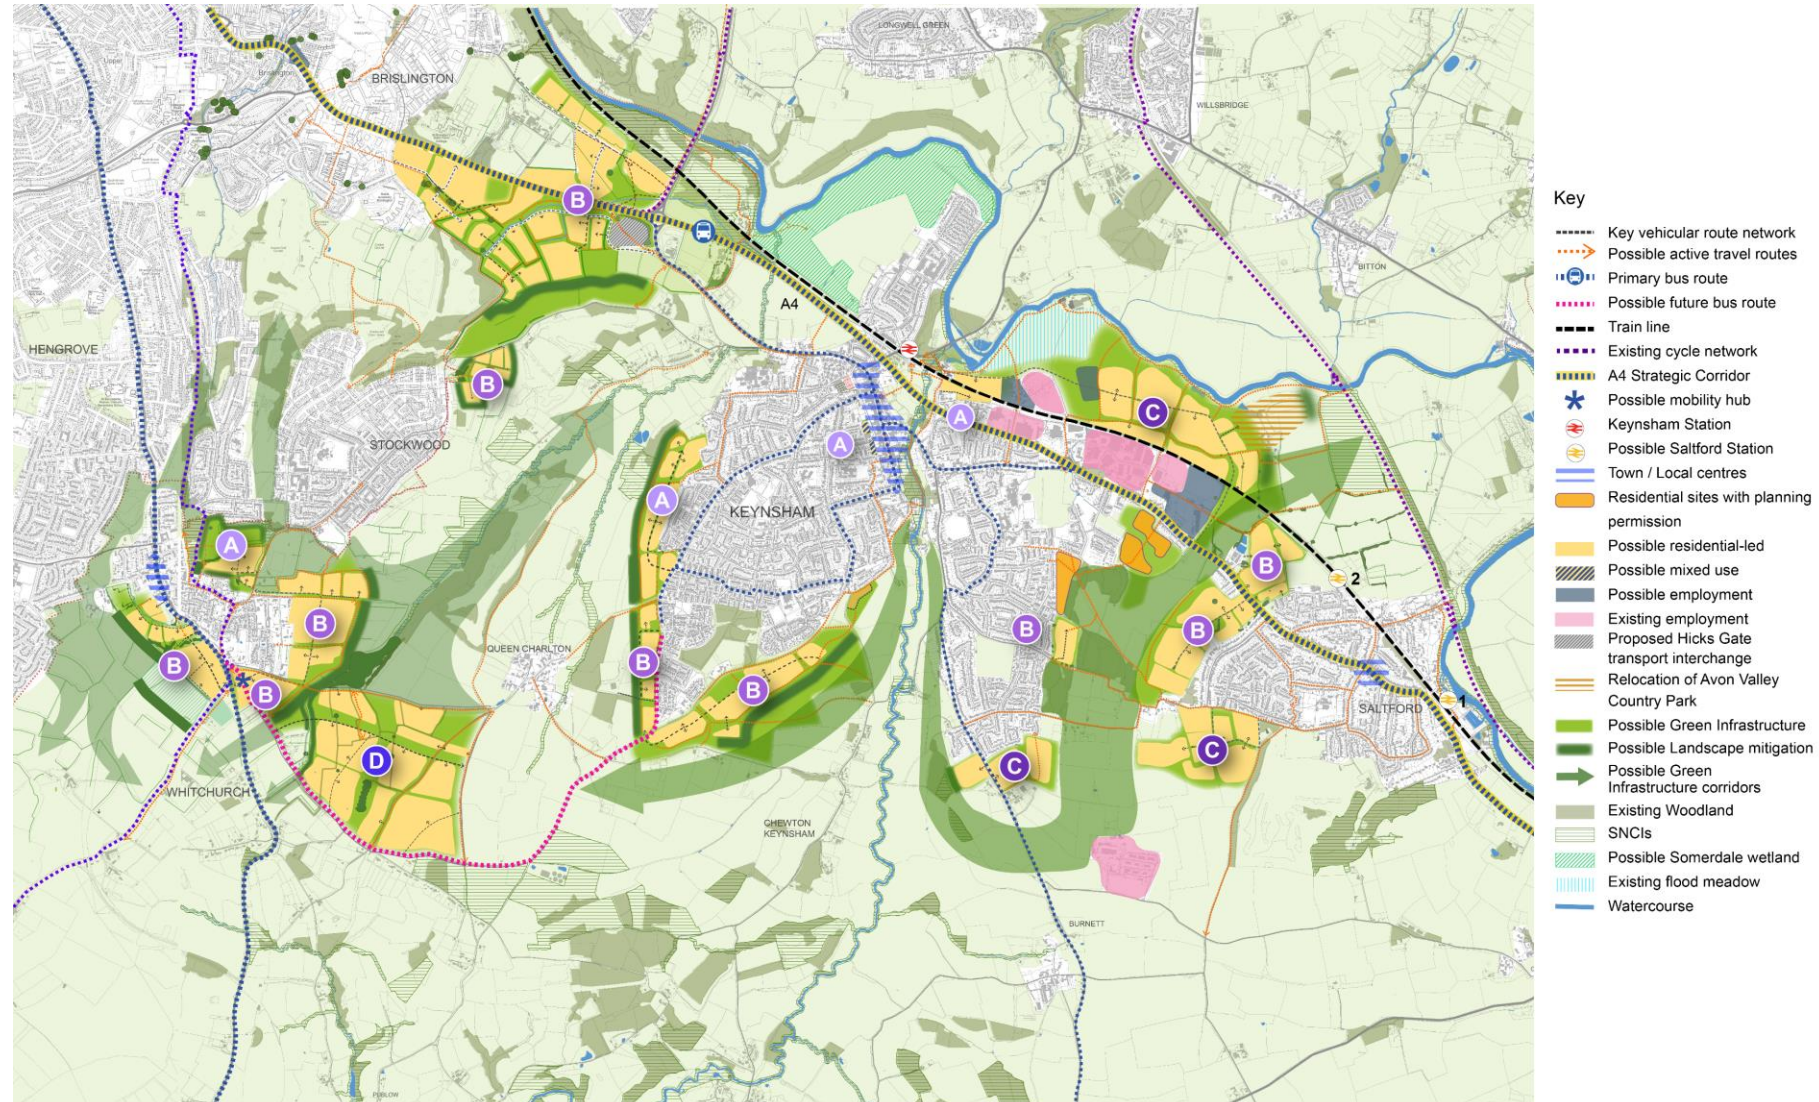 LONGWELL GREEN
BRISLINGTON
Brislington
WILLSBRIDGE
B
BITTON
A4
HENGROVE
B
STOCKWOOD
C
A
A
A
KEYNSHAM
A
B
2
B
B
B
QUEEN CHARLTON
B
B
B
B
1
SALTFORD
C
D
C
WHITCHURCH
CHEWTON
KEYNSHAM
BURNETT
PUBLOW
Key
Key vehicular route network
Possible active travel routes
Primary bus route
Possible future bus route
Train line
Existing cycle network
A4 Strategic Corridor
Possible mobility hub
Keynsham Station
Possible Saltford Station
Town / Local centres
Residential sites with planning
permission
Possible residential-led
Possible mixed use
Possible employment
Existing employment
Proposed Hicks Gate
transport interchange
Relocation of Avon Valley
Country Park
Possible Green Infrastructure
Possible Landscape mitigation
Possible Green
Infrastructure corridors
Existing Woodland
SNCIs
Possible Somerdale wetland
Existing flood meadow
Watercourse